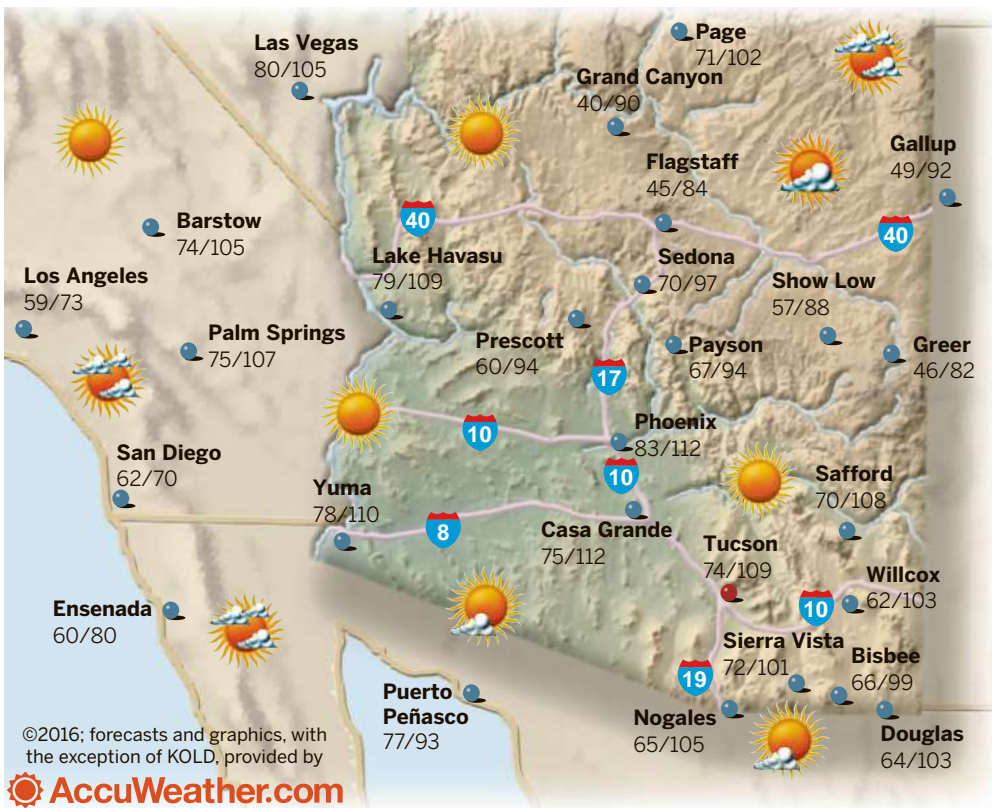 Las Vegas
80/105
Page
71/102
Grand Canyon
40/90
Gallup
49/92
Flagstaff
45/84
40
40
Barstow
74/105
Lake Havasu
79/109
Sedona
70/97
Los Angeles
59/73
Show Low
57/88
Palm Springs
75/107
Prescott
60/94
Payson
67/94
Greer
46/82
17
10
Phoenix
83/112
San Diego
62/70
10
Safford
70/108
Yuma
78/110
8
Casa Grande
75/112
Tucson
74/109
Willcox
62/103
10
Ensenada
60/80
Sierra Vista
72/101
Bisbee
66/99
19
Puerto
Peñasco
77/93
Nogales
65/105
Douglas
64/103
©2016; forecasts and graphics, with
the exception of KOLD, provided by
AccuWeather.com